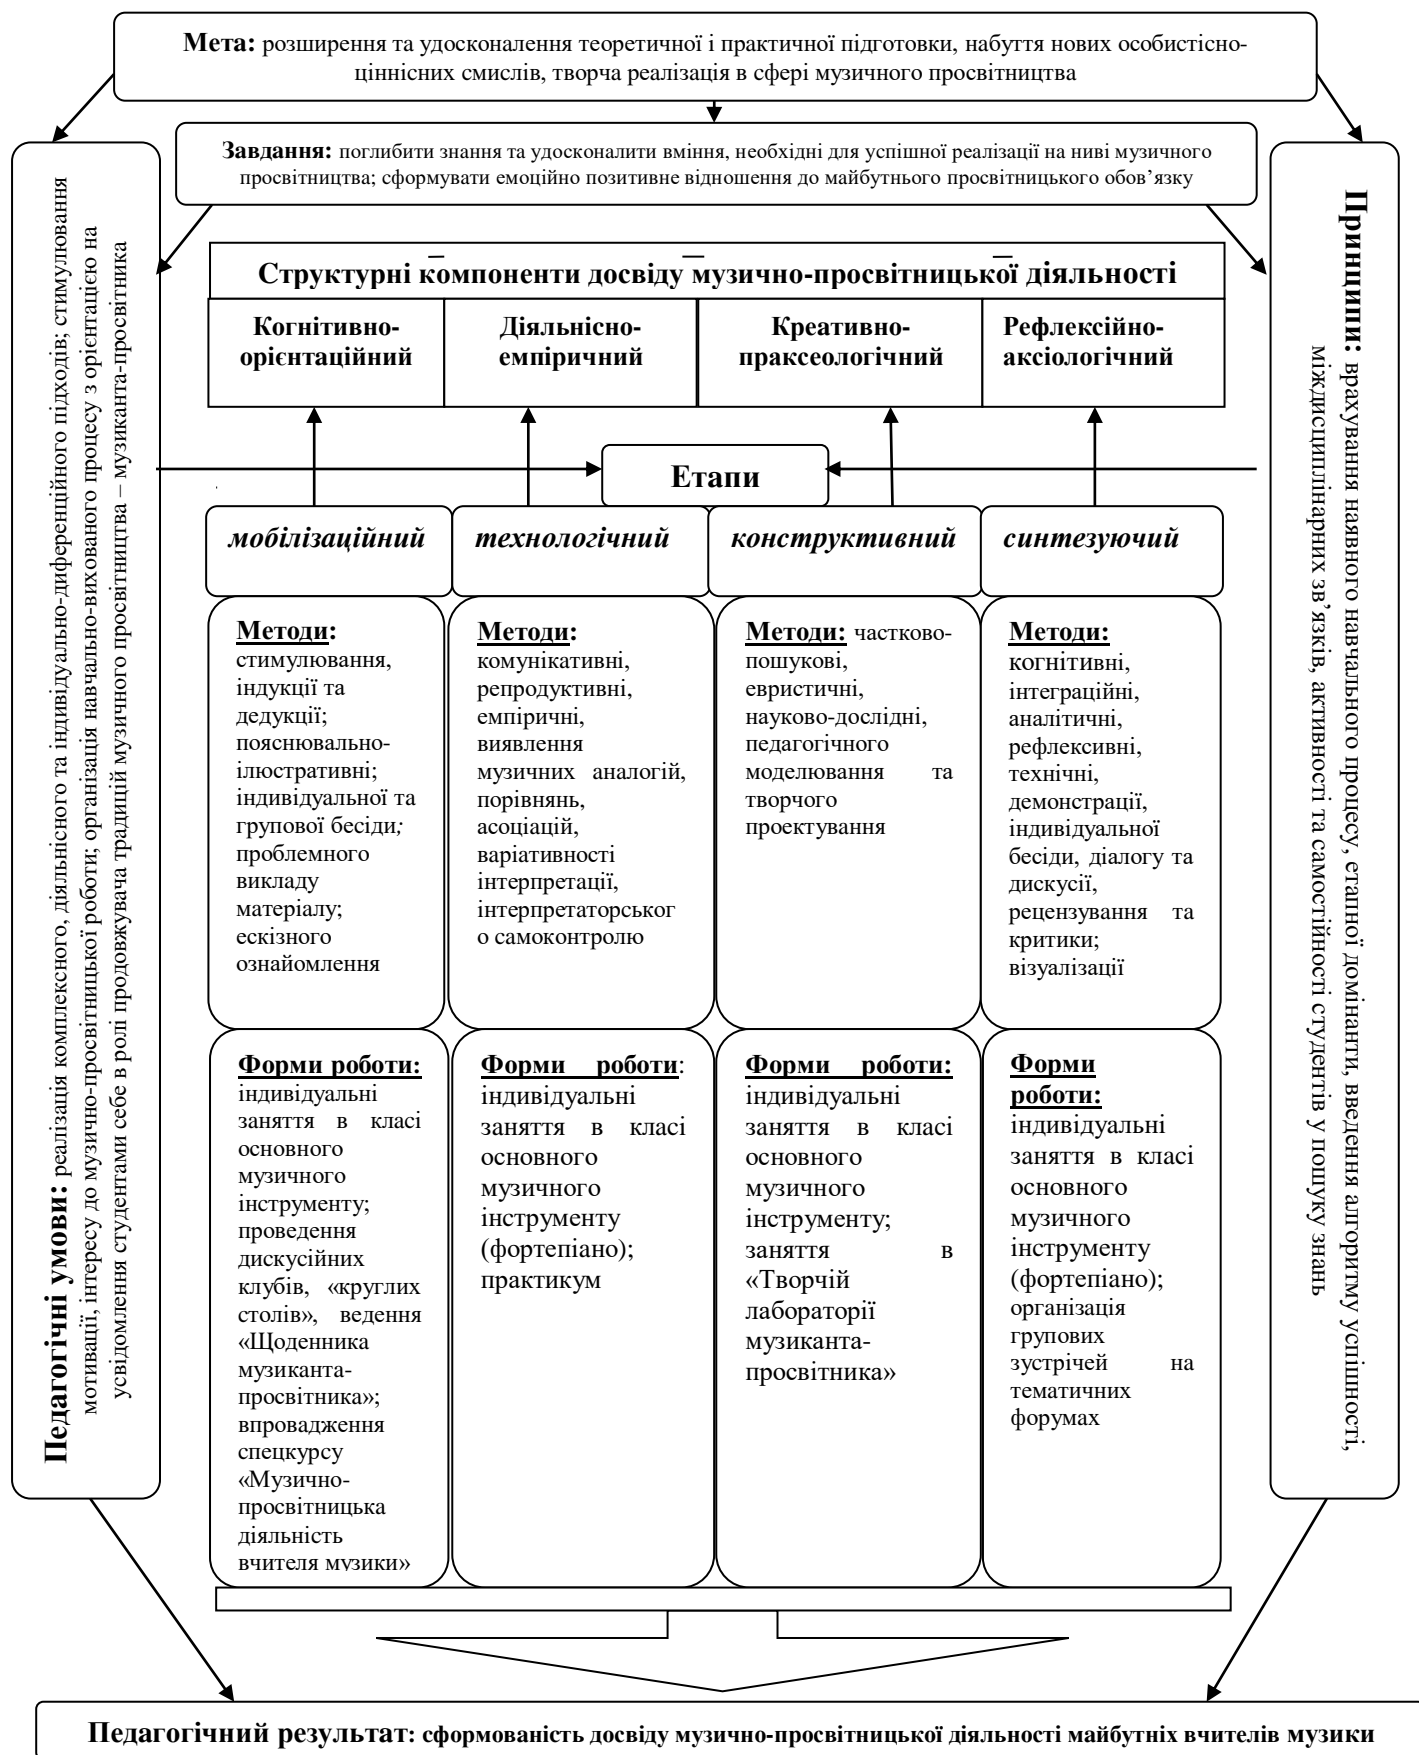 Мета: розширення та удосконалення теоретичної і практичної підготовки, набуття нових особистісно-
ціннісних смислів, творча реалізація в сфері музичного просвітництва
Завдання: поглибити знання та удосконалити вміння, необхідні для успішної реалізації на ниві музичного
просвітництва; сформувати емоційно позитивне відношення до майбутнього просвітницького обов’язку
Педагогічні умови: реалізація комплексного, діяльнісного та індивідуально-диференційного підходів; стимулювання
мотивації, інтересу до музично-просвітницької роботи; організація навчально-вихованого процесу з орієнтацією на
усвідомлення студентами себе в ролі продовжувача традицій музичного просвітництва – музиканта-просвітника
Структурні компоненти досвіду музично-просвітницької діяльності
Когнітивно-
орієнтаційний
Діяльнісно-
емпіричний
Креативно-
праксеологічний
Рефлексійно-
аксіологічний
Етапи
мобілізаційний
технологічний
конструктивний
синтезуючий
Методи:
стимулювання,
індукції та
дедукції;
пояснювально-
ілюстративні;
індивідуальної та
групової бесіди;
проблемного
викладу
матеріалу;
ескізного
ознайомлення
Методи:
комунікативні,
репродуктивні,
емпіричні,
виявлення
музичних аналогій,
порівнянь,
асоціацій,
варіативності
інтерпретації,
інтерпретаторськог
о самоконтролю
Методи: частково-
пошукові,
евристичні,
науково-дослідні,
педагогічного
моделювання та
творчого
проектування
Методи:
когнітивні,
інтеграційні,
аналітичні,
рефлексивні,
технічні,
демонстрації,
індивідуальної
бесіди, діалогу та
дискусії,
рецензування та
критики;
візуалізації
Форми роботи:
індивідуальні
заняття в класі
основного
музичного
інструменту;
проведення
дискусійних
клубів, «круглих
столів», ведення
«Щоденника
музиканта-
просвітника»;
впровадження
спецкурсу
«Музично-
просвітницька
діяльність
вчителя музики»
Форми роботи:
індивідуальні
заняття в класі
основного
музичного
інструменту
(фортепіано);
практикум
Форми роботи:
індивідуальні
заняття в класі
основного
музичного
інструменту;
заняття в
«Творчій
лабораторії
музиканта-
просвітника»
Форми
роботи:
індивідуальні
заняття в класі
основного
музичного
інструменту
(фортепіано);
організація
групових
зустрічей на
тематичних
форумах
Принципи: врахування наявного навчального процесу, етапної домінанти, введення алгоритму успішності,
міждисциплінарних зв’язків, активності та самостійності студентів у пошуку знань
Педагогічний результат: сформованість досвіду музично-просвітницької діяльності майбутніх вчителів музики